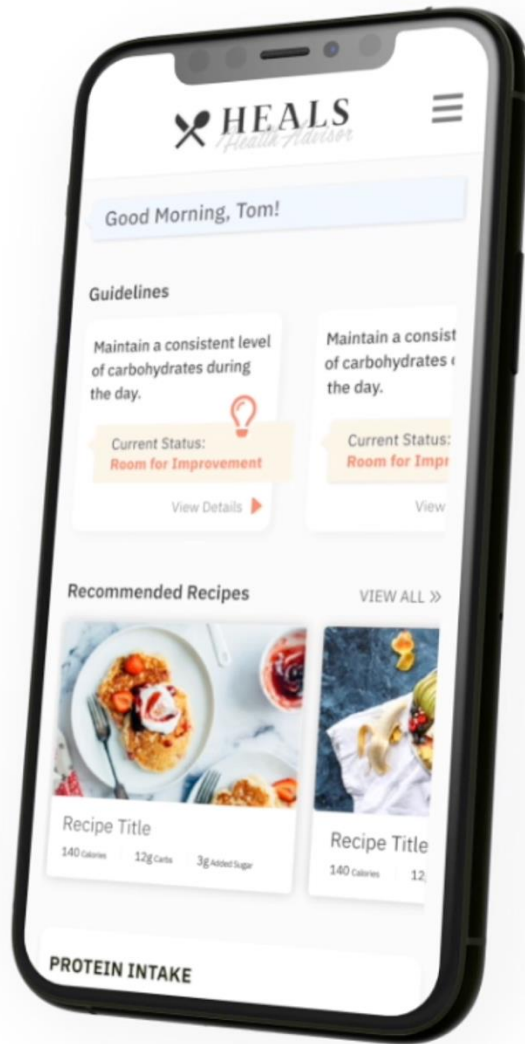 HEALS
Health Advisor
Good Morning, Tom!
Guidelines
Maintain a consistent level
of carbohydrates during
the day.
Current Status:
Room for Improvement
View Details
Maintain a consist
of carbohydrates
the day.
Current Status:
Room for Impr
View
Recommended Recipes
VIEW ALL »
Recipe Title
140 Calories 12g Carbs 3g Added Sugar
Recipe Title
140 Calories 12
PROTEIN INTAKE